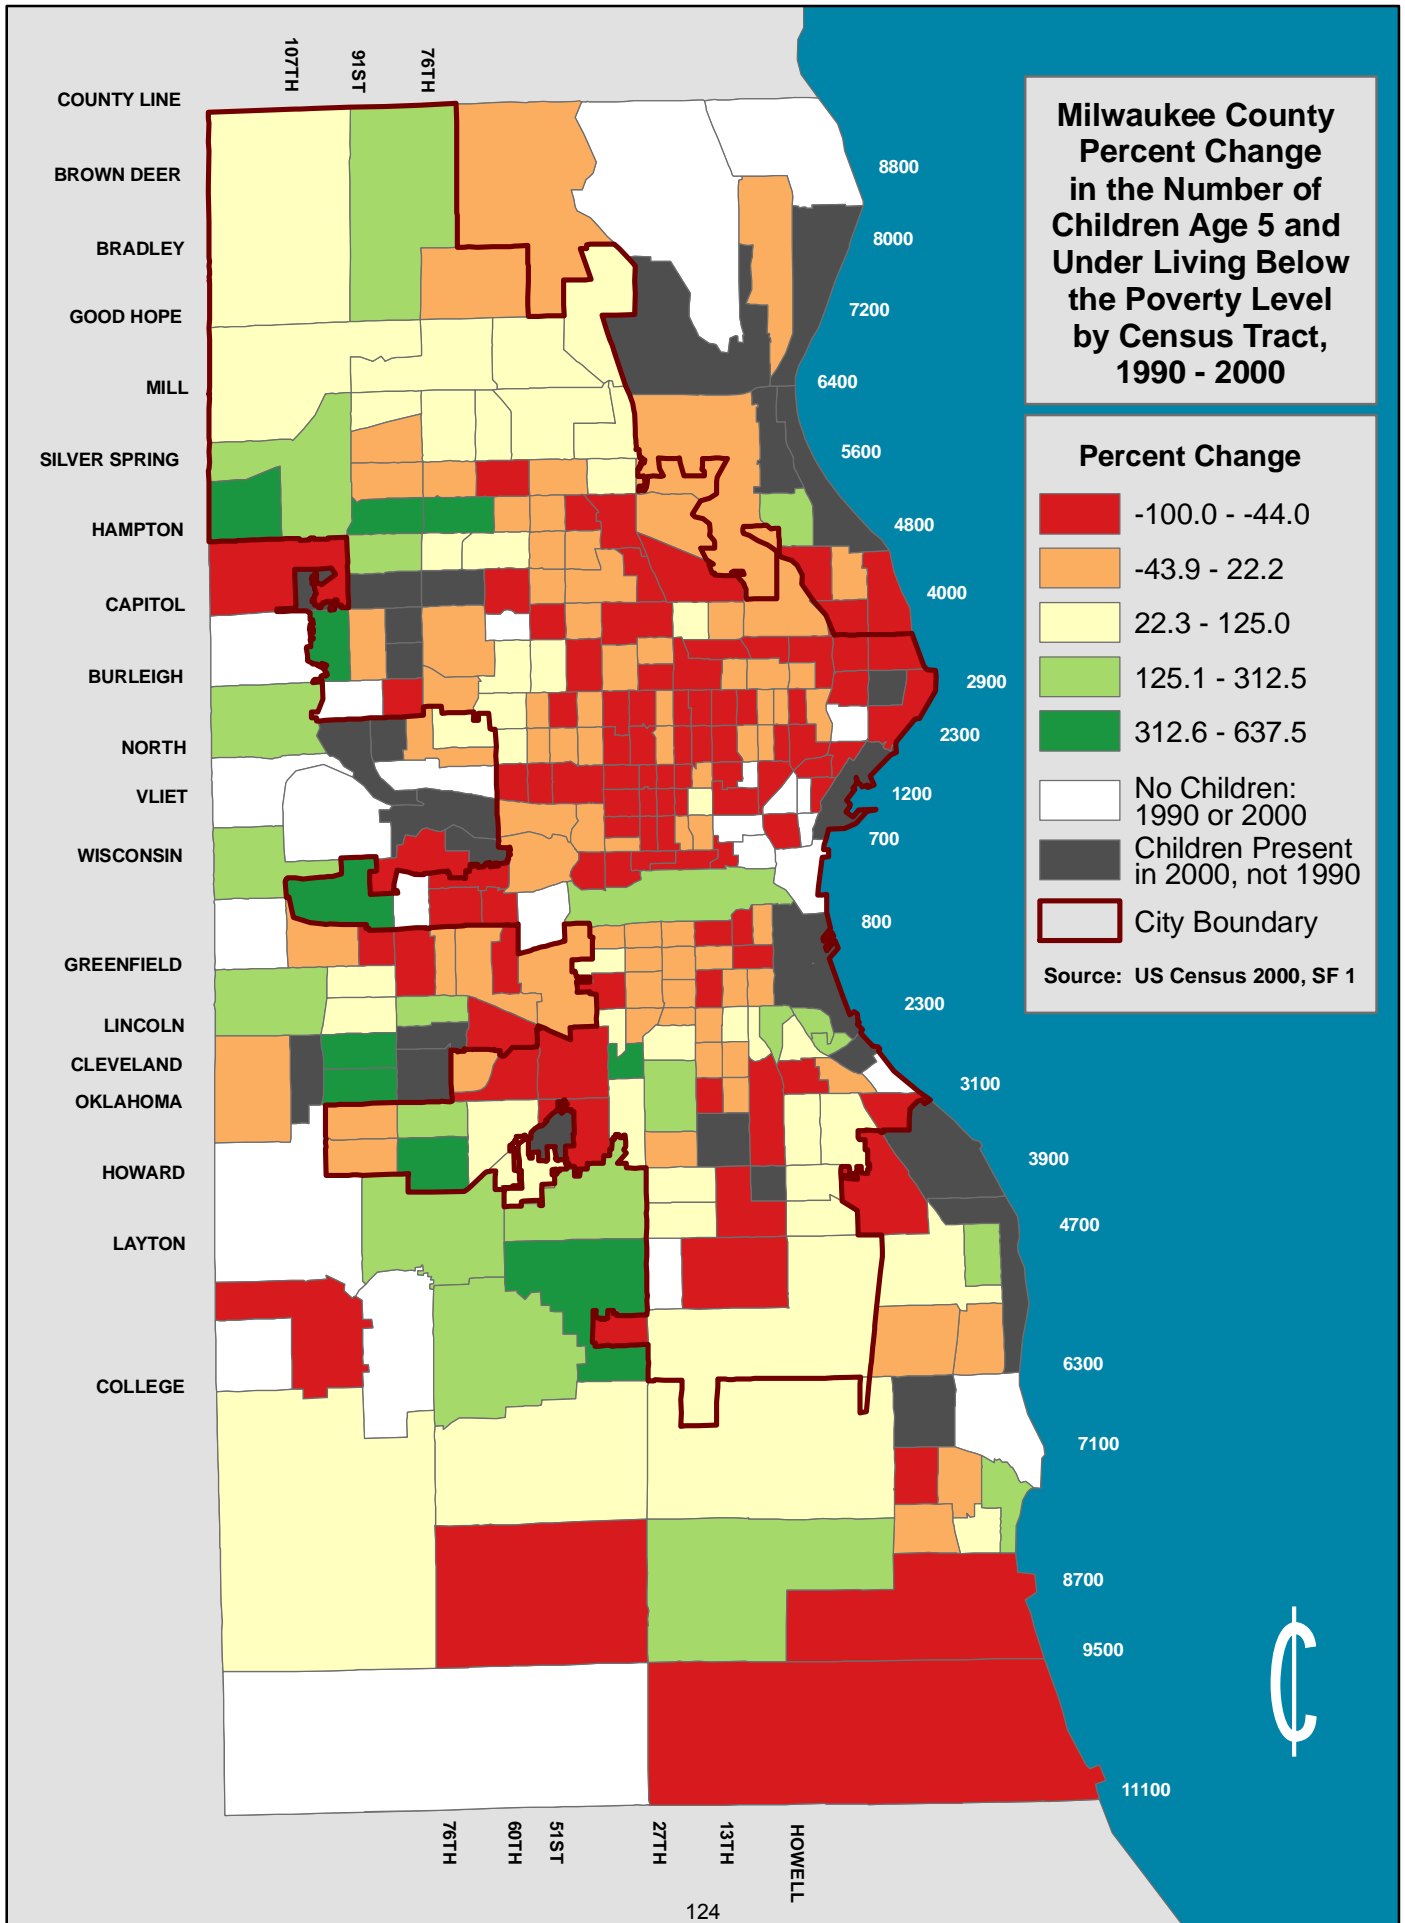 107TH
91ST
76TH
COUNTY LINE
BROWN DEER
BRADLEY
GOOD HOPE
MILL
SILVER SPRING
HAMPTON
CAPITOL
BURLEIGH
NORTH
VLIET
WISCONSIN
GREENFIELD
LINCOLN
CLEVELAND
OKLAHOMA
HOWARD
LAYTON
COLLEGE
8800
8000
7200
6400
5600
4800
4000
2900
2300
1200
700
800
2300
3100
3900
4700
6300
7100
8700
9500
11100
Milwaukee County
Percent Change
in the Number of
Children Age 5 and
Under Living Below
the Poverty Level
by Census Tract,
1990 - 2000
Percent Change
-100.0 - -44.0
-43.9 - 22.2
22.3 - 125.0
125.1 - 312.5
312.6 - 637.5
No Children:
1990 or 2000
Children Present
in 2000, not 1990
City Boundary
Source: US Census 2000, SF 1
¢
76TH
60TH
51ST
27TH
13TH
HOWELL
124